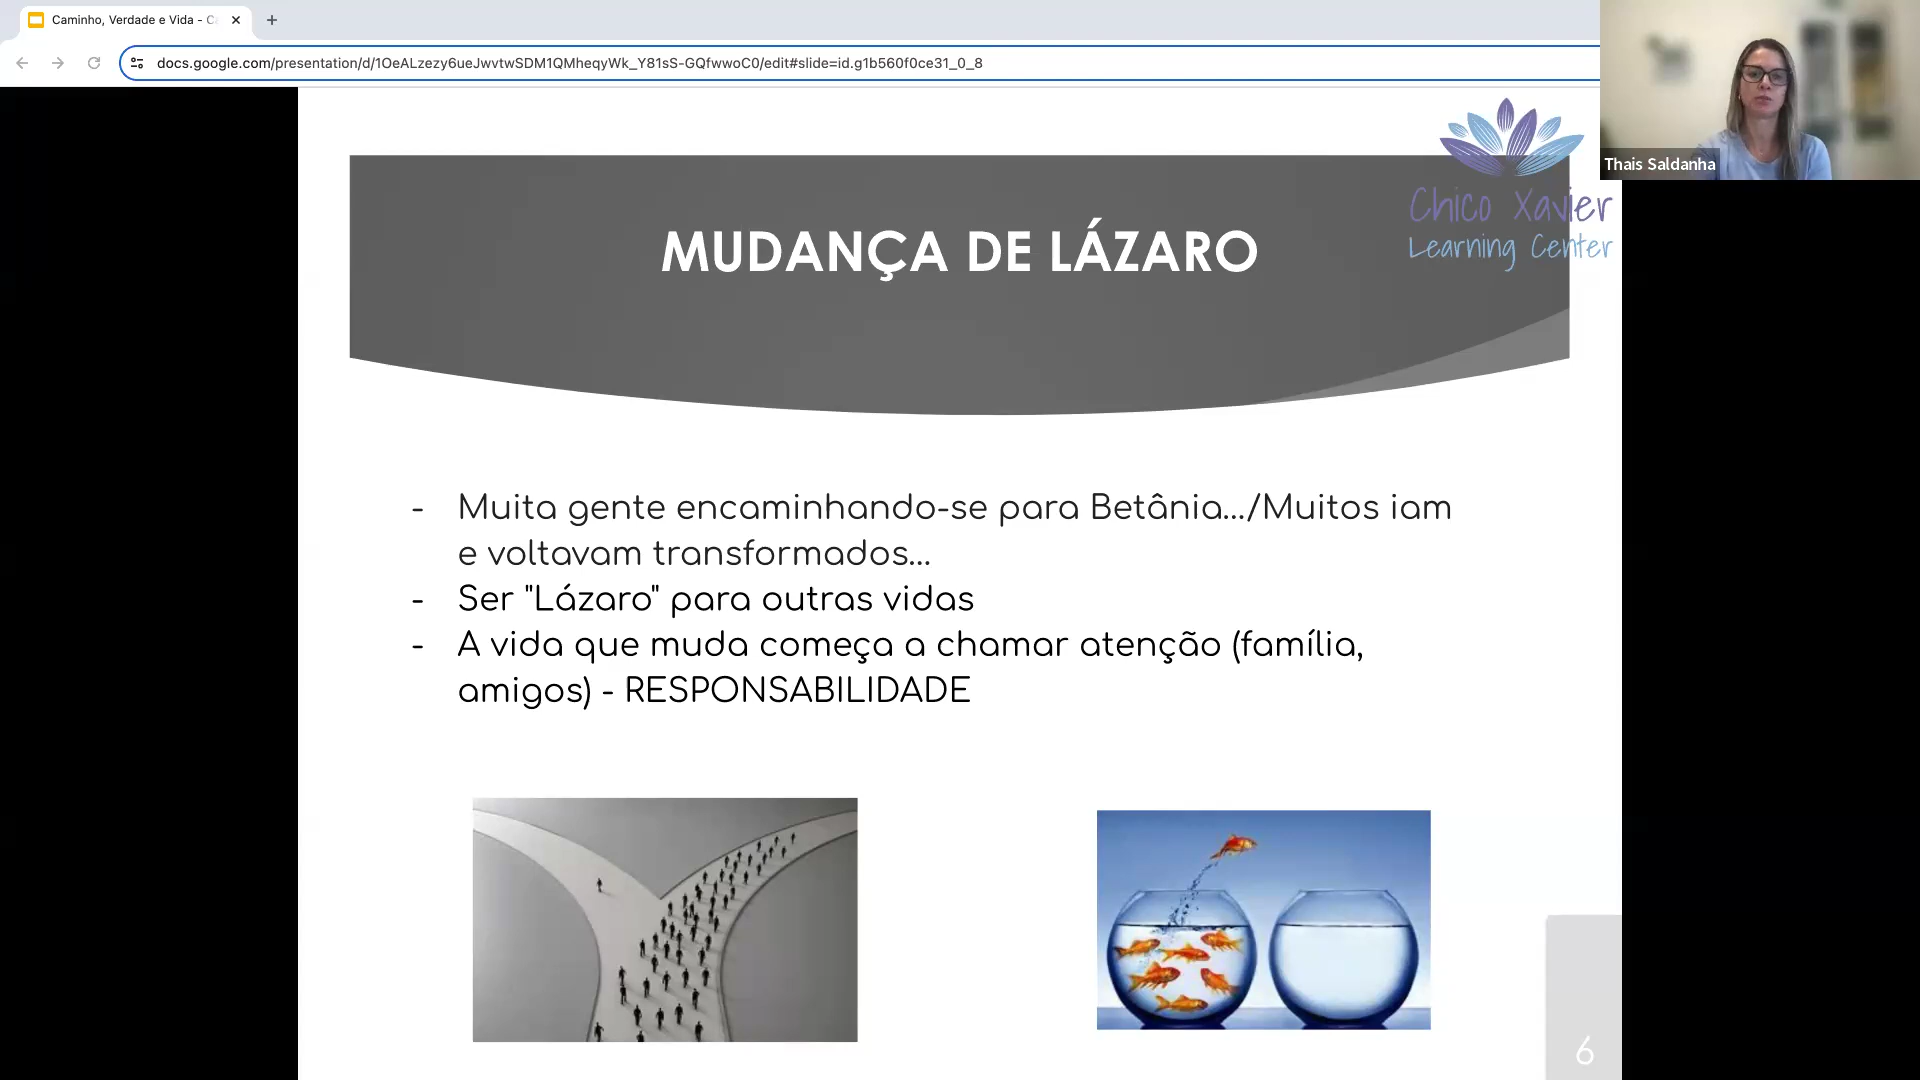 Caminho, Verdade e Vida - C
docs.google.com/presentation/d/1OeALzezy6ueJwvtwSDM1QMheqyWk_Y81sS-GQfwwoC0/edit#slide=id.g1b560f0ce31_0_8
Thais Saldanha
Chico Xavier
Learning Center
MUDANÇA DE LÁZARO
- Muita gente encaminhando-se para Betânia.../Muitos iam
e voltavam transformados...
- Ser "Lázaro" para outras vidas
- A vida que muda começa a chamar atenção (família,
amigos) - RESPONSABILIDADE
6